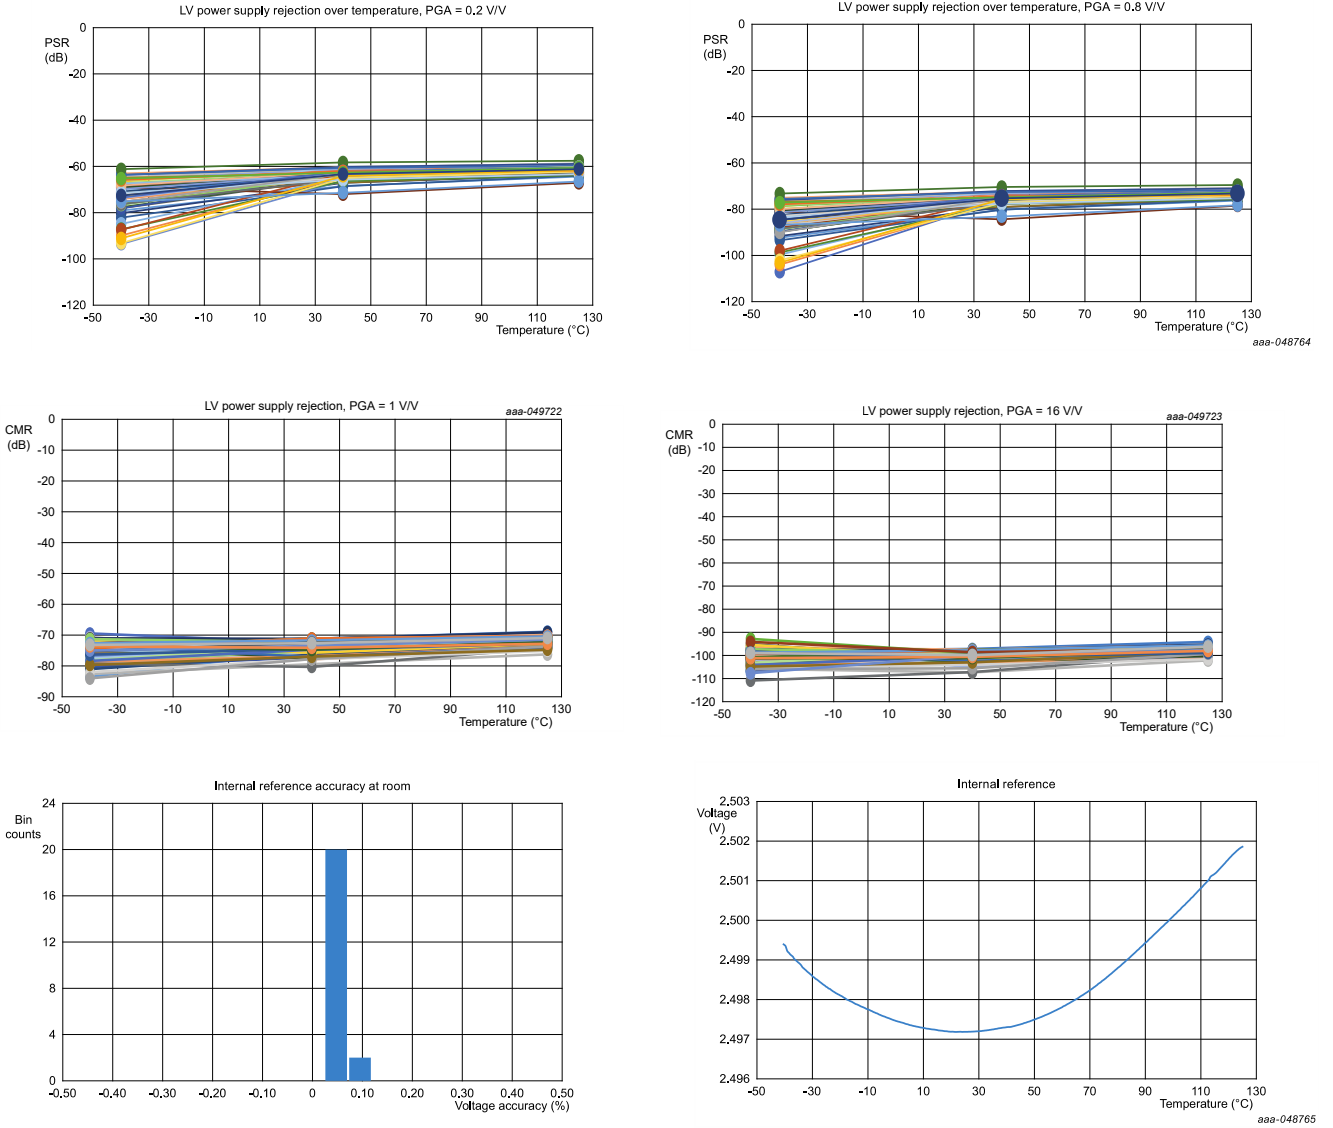 LV power supply rejection over temperature, PGA = 0.2 V/V
PSR
(dB)
0
-20
-40
-60
-80
-100
-120
-50 -30 -10 10 30 50 70 90 110 130
Temperature (°C)
LV power supply rejection over temperature, PGA = 0.8 V/V
PSR
(dB)
0
-20
-40
-60
-80
-100
-120
-50 -30 -10 10 30 50 70 90 110 130
Temperature (°C)
aaa-048764
LV power supply rejection, PGA = 1 V/V
aaa-049722
CMR
(dB)
0
-10
-20
-30
-40
-50
-60
-70
-80
-90
-50 -30 -10 10 30 50 70 90 110 130
Temperature (°C)
LV power supply rejection, PGA = 16 V/V
aaa-049723
CMR
(dB)
0
-10
-20
-30
-40
-50
-60
-70
-80
-90
-100
-110
-120
-50 -30 -10 10 30 50 70 90 110 130
Temperature (°C)
Internal reference accuracy at room
Bin
counts
24
20
16
12
8
4
0
-0.50 -0.40 -0.30 -0.20 -0.10 0 0.10 0.20 0.30 0.40 0.50
Voltage accuracy (%)
Internal reference
Voltage
(V)
2.503
2.502
2.501
2.500
2.499
2.498
2.497
2.496
-50 -30 -10 10 30 50 70 90 110 130
Temperature (°C)
aaa-048765